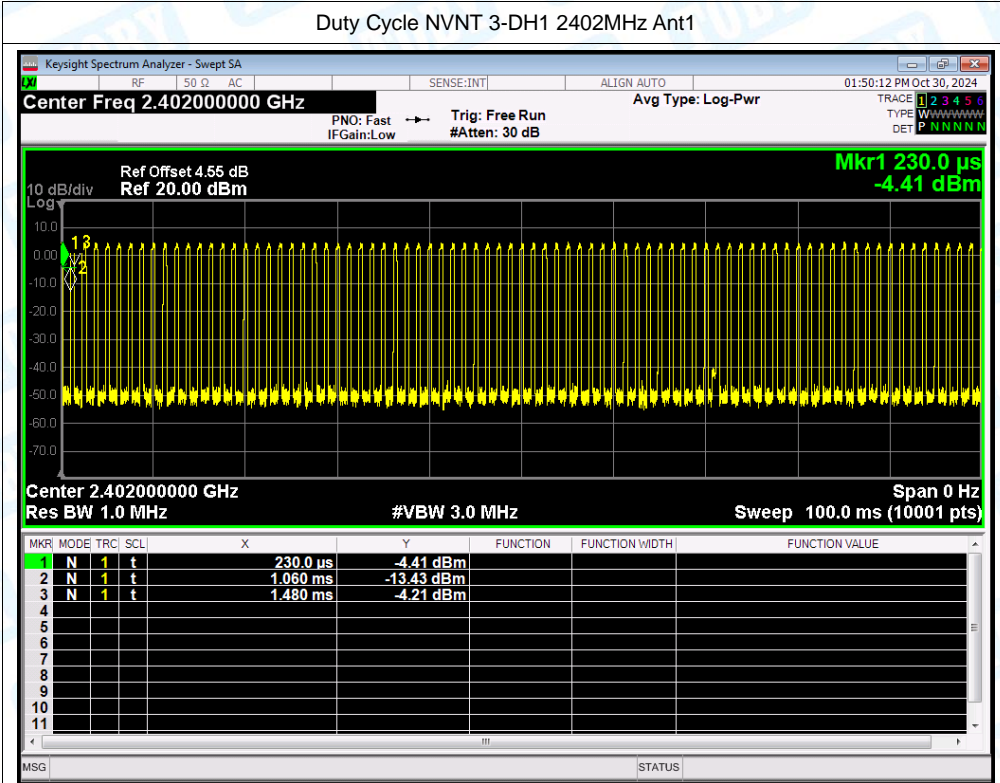 Duty Cycle NVNT 3-DH1 2402MHz Ant1
Keysight Spectrum Analyzer - Swept SA
LXI RF 50 Ω AC SENSE:INT ALIGN AUTO 01:50:12 PM Oct 30, 2024
Center Freq 2.402000000 GHz Avg Type: Log-Pwr TRACE 1 2 3 4 5 6
PNO: Fast Trig: Free Run TYPE WWWWWW
IFGain:Low #Atten: 30 dB DET P N N N N N
Mkr1 230.0 µs
-4.41 dBm
Ref Offset 4.55 dB
10 dB/div Ref 20.00 dBm
Log
10.0
0.00
-10.0
-20.0
-30.0
-40.0
-50.0
-60.0
-70.0
1 3
2
Center 2.402000000 GHz Span 0 Hz
Res BW 1.0 MHz #VBW 3.0 MHz Sweep 100.0 ms (10001 pts)
MKR MODE TRC SCL X Y FUNCTION FUNCTION WIDTH FUNCTION VALUE
1 N 1 t 230.0 µs -4.41 dBm
2 N 1 t 1.060 ms -13.43 dBm
3 N 1 t 1.480 ms -4.21 dBm
4
5
6
7
8
9
10
11
MSG STATUS